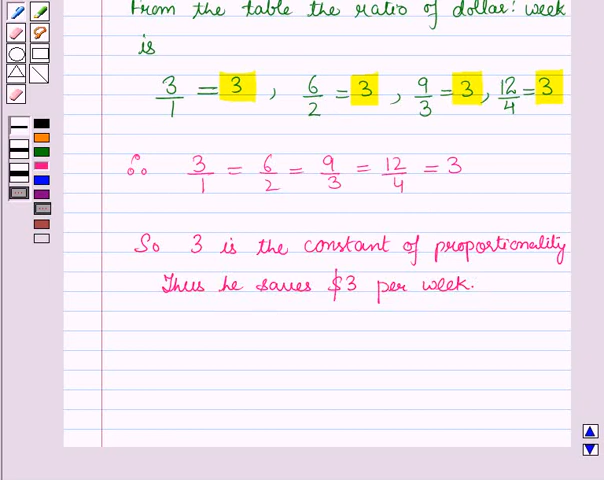 From the table the ratio of dollar: week
is
3/1 = 3 , 6/2 = 3 , 9/3 = 3 , 12/4 = 3
∴ 3/1 = 6/2 = 9/3 = 12/4 = 3
So 3 is the constant of proportionality
Thus he saves $3 per week.